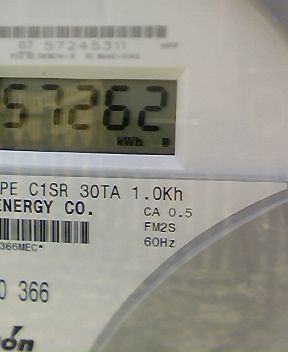 07 57245311
57262
kWh
PE C1SR 30TA 1.0Kh
ENERGY CO.
CA 0.5
FM2S
60Hz
366MEC*
0 366
ron